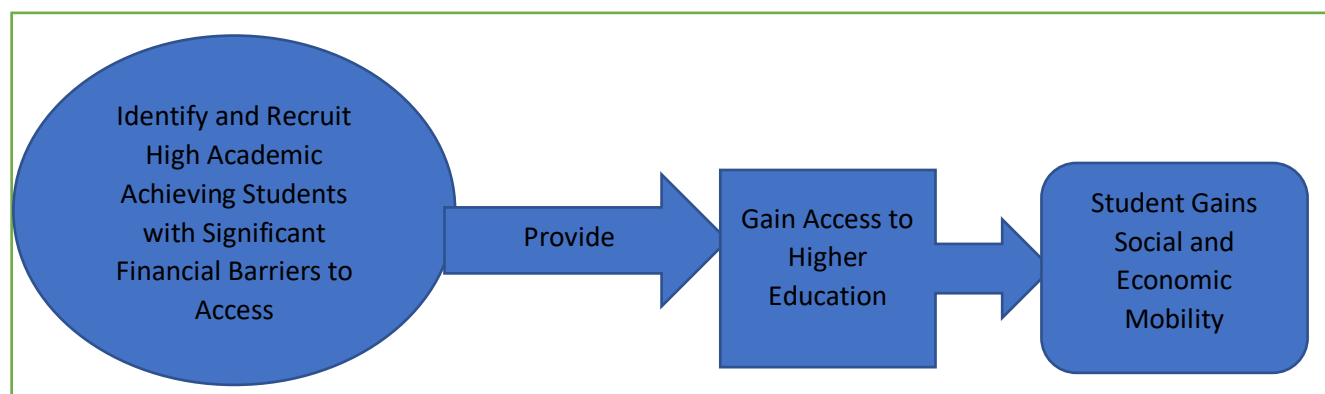 Identify and Recruit
High Academic
Achieving Students
with Significant
Financial Barriers to
Access
Provide
Gain Access to
Higher
Education
Student Gains
Social and
Economic
Mobility